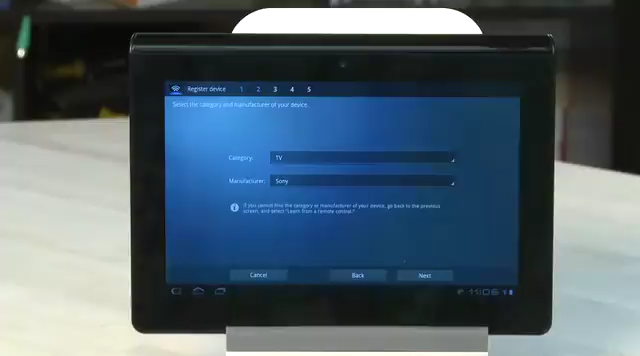 Register device 1 2 3 4 5
Select the category and manufacturer of your device.
Category: TV
Manufacturer: Sony
If you cannot find the category or manufacturer of your device, go back to the previous
screen, and select "Learn from a remote control."
Cancel Back Next